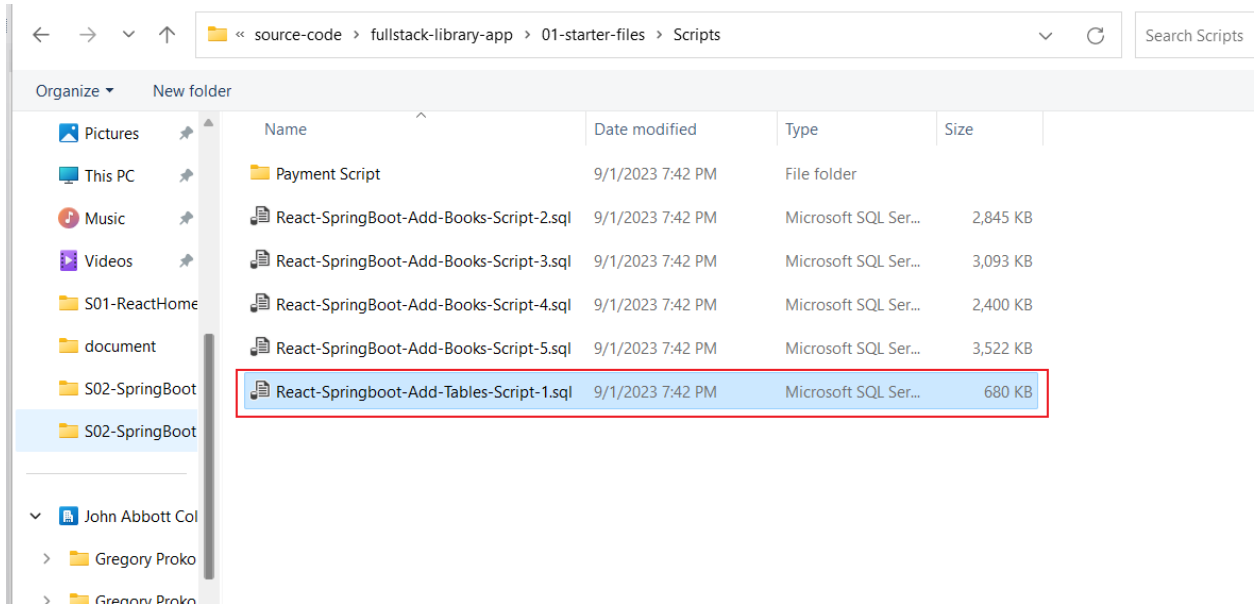 « source-code > fullstack-library-app > 01-starter-files > Scripts
Search Scripts
Organize New folder
Name Date modified Type Size
Pictures
This PC
Music
Videos
S01-ReactHome
document
S02-SpringBoot
S02-SpringBoot
John Abbott Col
Gregory Proko
Gregory Proko
Payment Script 9/1/2023 7:42 PM File folder
React-SpringBoot-Add-Books-Script-2.sql 9/1/2023 7:42 PM Microsoft SQL Ser... 2,845 KB
React-SpringBoot-Add-Books-Script-3.sql 9/1/2023 7:42 PM Microsoft SQL Ser... 3,093 KB
React-SpringBoot-Add-Books-Script-4.sql 9/1/2023 7:42 PM Microsoft SQL Ser... 2,400 KB
React-SpringBoot-Add-Books-Script-5.sql 9/1/2023 7:42 PM Microsoft SQL Ser... 3,522 KB
React-Springboot-Add-Tables-Script-1.sql 9/1/2023 7:42 PM Microsoft SQL Ser... 680 KB